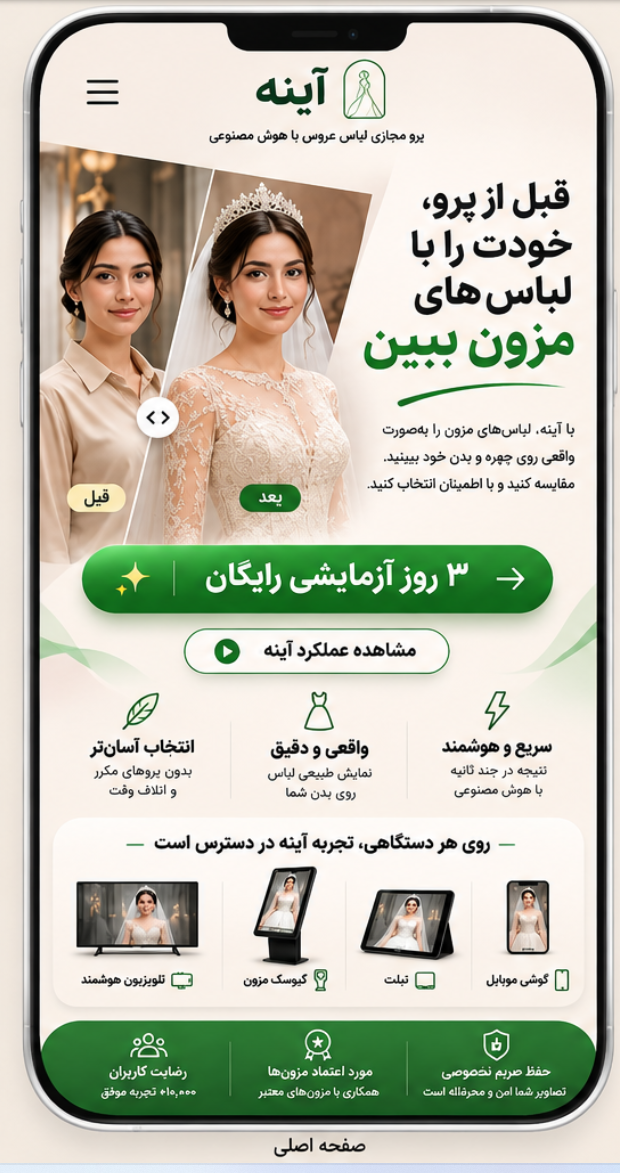 آینه
پرو مجازی لباس عروس با هوش مصنوعی
قبل از پرو،
خودت را با
لباس‌های
مزون ببین
با آینه، لباس‌های مزون را به‌صورت
واقعی روی چهره و بدن خود ببینید.
مقایسه کنید و با اطمینان انتخاب کنید.
قبل
بعد
۳ روز آزمایشی رایگان
مشاهده عملکرد آینه
سریع و هوشمند
نتیجه در چند ثانیه
با هوش مصنوعی
واقعی و دقیق
نمایش طبیعی لباس
روی بدن شما
انتخاب آسان‌تر
بدون پروهای مکرر
و اتلاف وقت
روی هر دستگاهی، تجربه آینه در دسترس است
گوشی موبایل
تبلت
کیوسک مزون
تلویزیون هوشمند
حفظ صریم نخصوصی
تصاویر شما امن و محرفاله است
مورد اعتماد مزون‌ها
همکاری با مزون‌های معتبر
رضایت کاربران
+۱۰,۰۰۰ تجربه موفق
صفحه اصلی